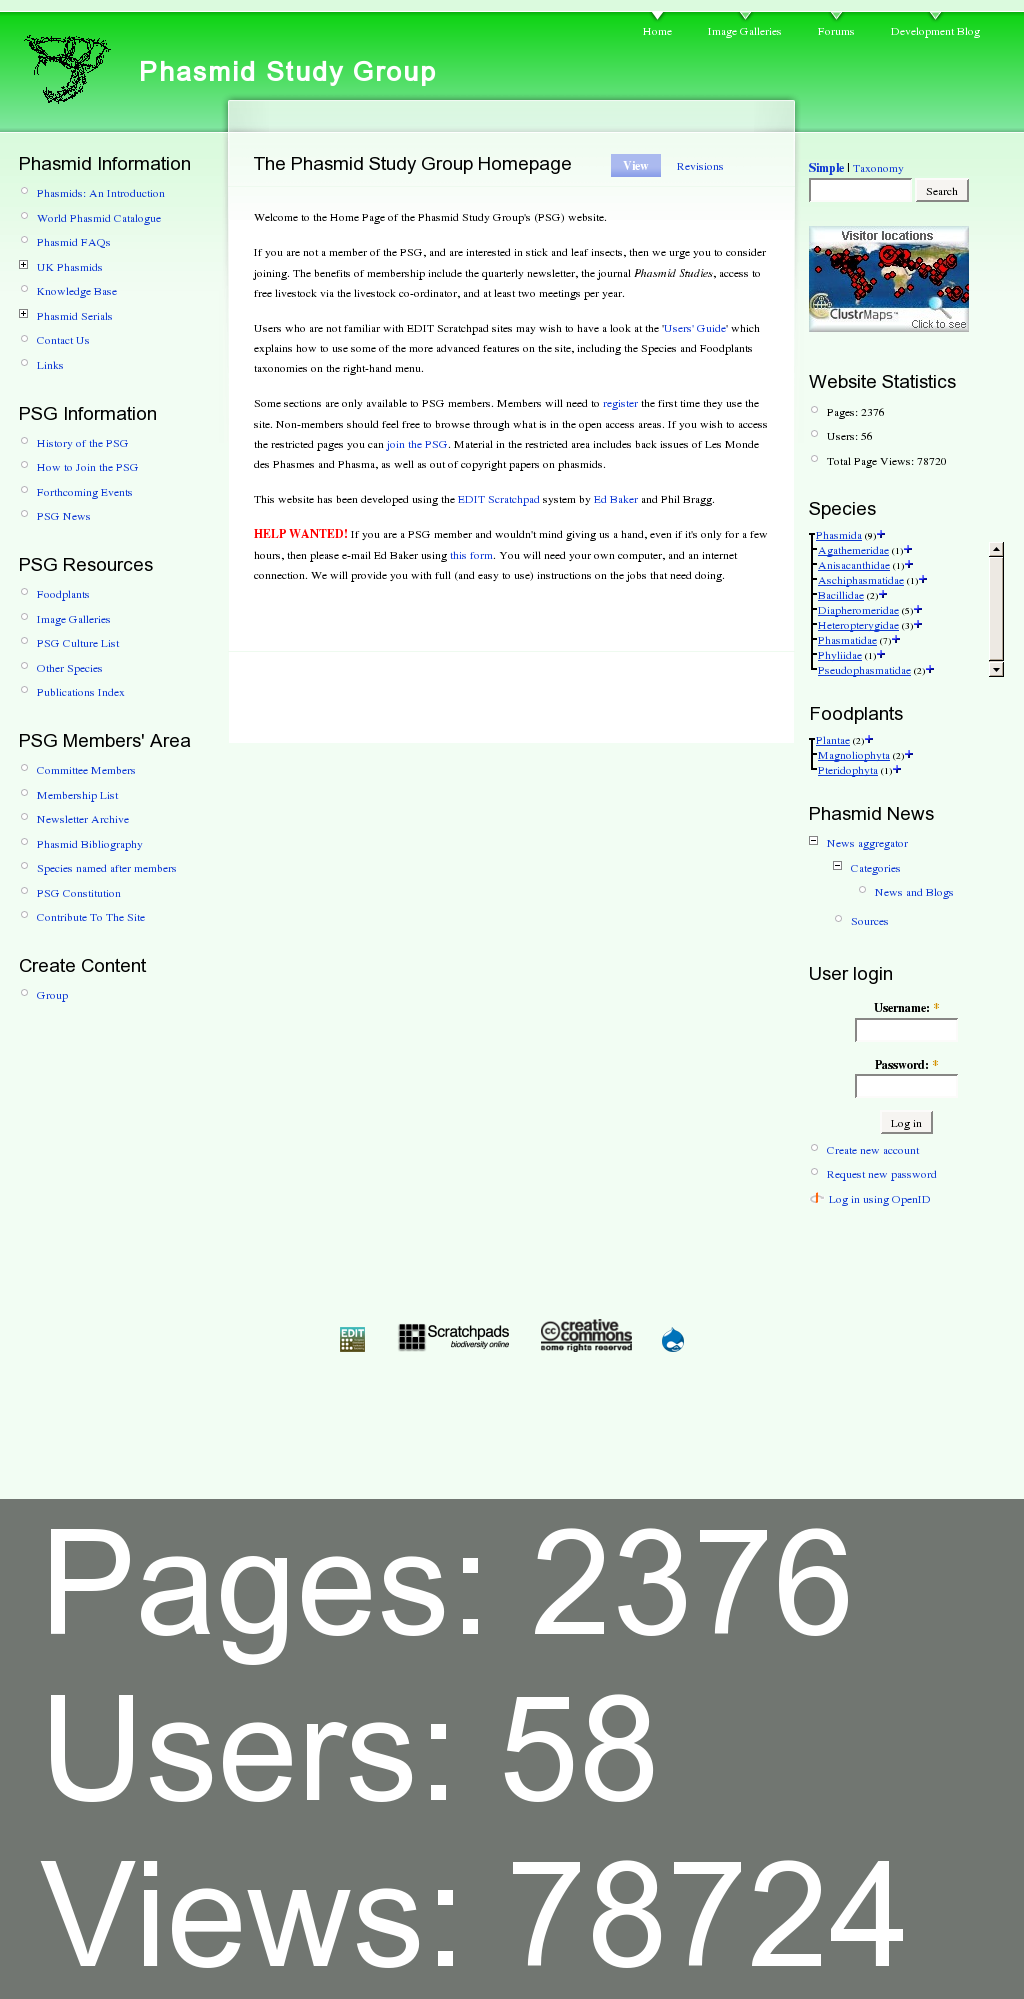 Home
Image Galleries
Forums
Development Blog
Phasmid Study Group
Phasmid Information
Phasmids: An Introduction
World Phasmid Catalogue
Phasmid FAQs
UK Phasmids
Knowledge Base
Phasmid Serials
Contact Us
Links
PSG Information
History of the PSG
How to Join the PSG
Forthcoming Events
PSG News
PSG Resources
Foodplants
Image Galleries
PSG Culture List
Other Species
Publications Index
PSG Members' Area
Committee Members
Membership List
Newsletter Archive
Phasmid Bibliography
Species named after members
PSG Constitution
Contribute To The Site
Create Content
Group
The Phasmid Study Group Homepage
View
Revisions
Welcome to the Home Page of the Phasmid Study Group's (PSG) website.
If you are not a member of the PSG, and are interested in stick and leaf insects, then we urge you to consider
joining. The benefits of membership include the quarterly newsletter, the journal Phasmid Studies, access to
free livestock via the livestock co-ordinator, and at least two meetings per year.
Users who are not familiar with EDIT Scratchpad sites may wish to have a look at the 'Users' Guide' which
explains how to use some of the more advanced features on the site, including the Species and Foodplants
taxonomies on the right-hand menu.
Some sections are only available to PSG members. Members will need to register the first time they use the
site. Non-members should feel free to browse through what is in the open access areas. If you wish to access
the restricted pages you can join the PSG. Material in the restricted area includes back issues of Les Monde
des Phasmes and Phasma, as well as out of copyright papers on phasmids.
This website has been developed using the EDIT Scratchpad system by Ed Baker and Phil Bragg.
HELP WANTED! If you are a PSG member and wouldn't mind giving us a hand, even if it's only for a few
hours, then please e-mail Ed Baker using this form. You will need your own computer, and an internet
connection. We will provide you with full (and easy to use) instructions on the jobs that need doing.
Simple | Taxonomy
Search
Visitor locations
ClustrMaps™
Click to see
Website Statistics
Pages: 2376
Users: 56
Total Page Views: 78720
Species
Phasmida (9)
Agathemeridae (1)
Anisacanthidae (1)
Aschiphasmatidae (1)
Bacillidae (2)
Diapheromeridae (5)
Heteropterygidae (3)
Phasmatidae (7)
Phyliidae (1)
Pseudophasmatidae (2)
Foodplants
Plantae (2)
Magnoliophyta (2)
Pteridophyta (1)
Phasmid News
News aggregator
Categories
News and Blogs
Sources
User login
Username: *
Password: *
Log in
Create new account
Request new password
Log in using OpenID
EDIT
Scratchpads
biodiversity online
cc creative
commons
some rights reserved
Pages: 2376
Users: 58
Views: 78724